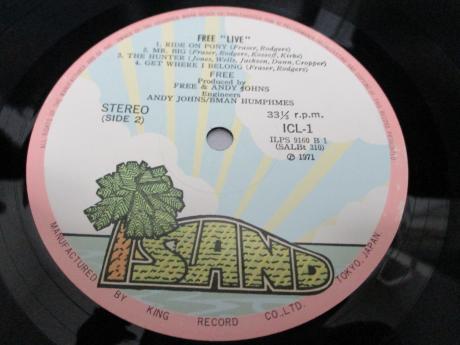 FREE "LIVE"
1. RIDE ON PONY (Fraser, Rodgers)
2. MR. BIG (Fraser, Rodgers, Kossoff, Kirke)
3. THE HUNTER (Jones, Wells, Jackson, Dunn, Cropper)
4. GET WHERE I BELONG (Fraser, Rodgers)
FREE
Produced by
FREE & ANDY JOHNS
Engineers
ANDY JOHNS/BMAN HUMPHMES
STEREO
(SIDE 2)
33⅓ r.p.m.
ICL-1
ILPS 9160 B 1
(SALBt 310)
℗ 1971
ISLAND
MANUFACTURED BY KING RECORD CO., LTD. TOKYO, JAPAN.